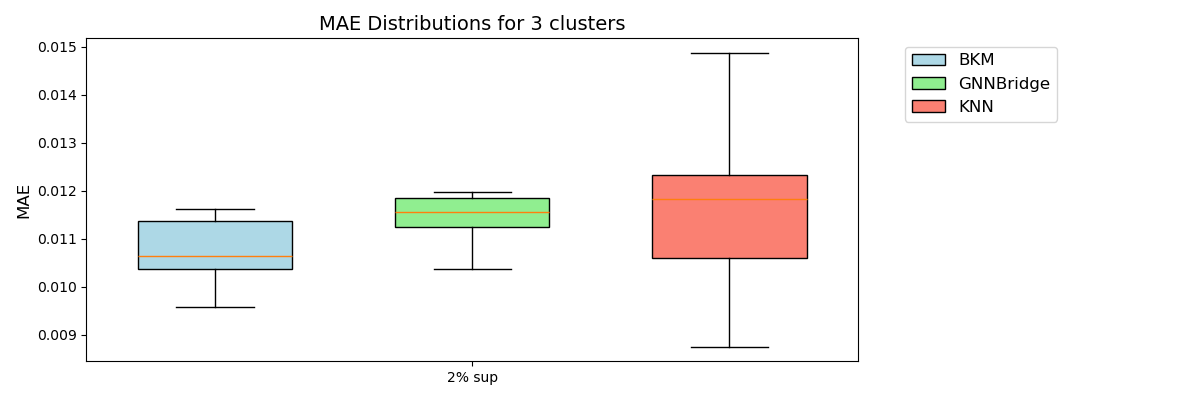 MAE Distributions for 3 clusters
0.015
0.014
0.013
0.012
0.011
0.010
0.009
MAE
2% sup
BKM
GNNBridge
KNN